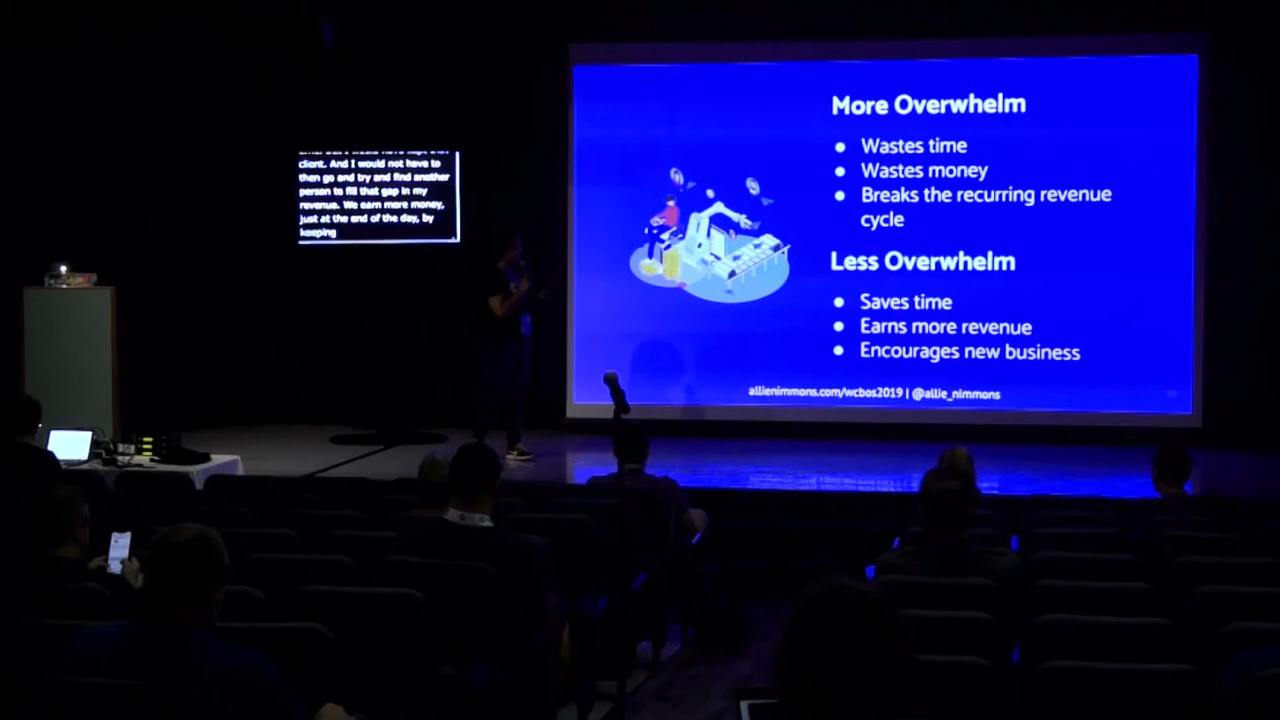 client. And I would not have to
then go and try and find another
person to fill that gap in my
revenue. We earn more money,
just at the end of the day, by
keeping
More Overwhelm
● Wastes time
● Wastes money
● Breaks the recurring revenue
cycle
Less Overwhelm
● Saves time
● Earns more revenue
● Encourages new business
allienimmons.com/wcbos2019 | @allie_nimmons